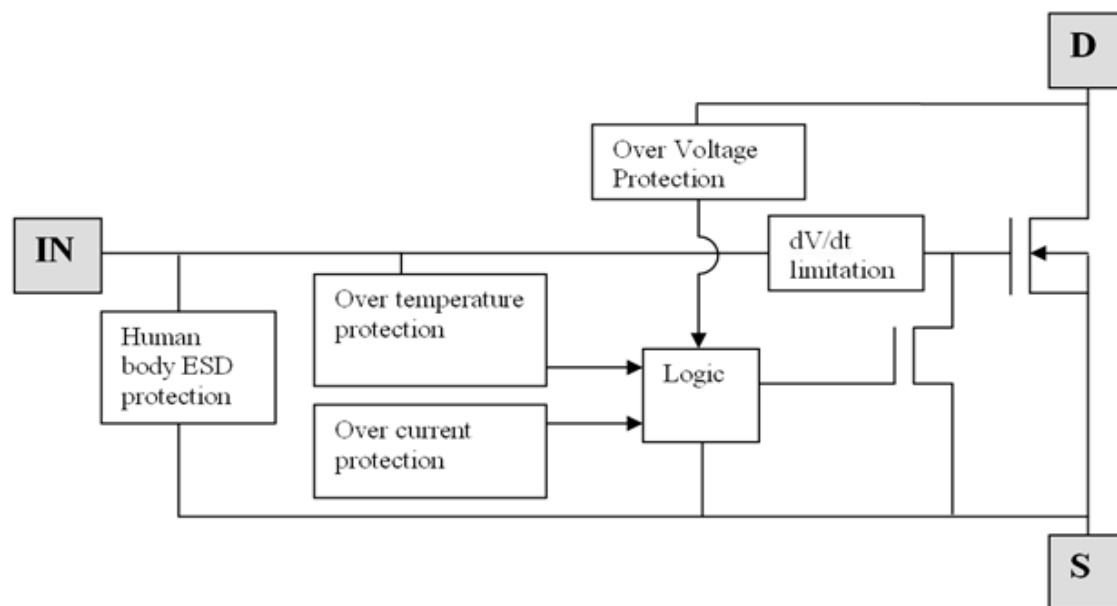 D
Over Voltage
Protection
IN
dV/dt
limitation
Over temperature
protection
Human
body ESD
protection
Logic
Over current
protection
S